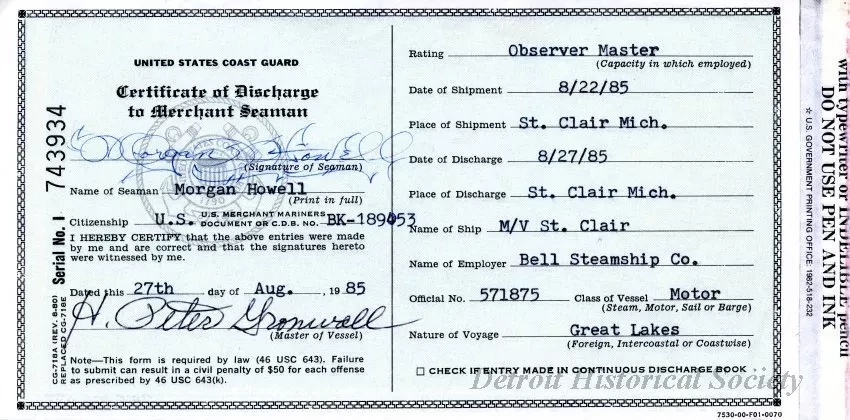 UNITED STATES COAST GUARD
Certificate of Discharge
to Merchant Seaman
Morgan Howell
(Signature of Seaman)
Name of Seaman Morgan Howell
(Print in full)
Citizenship U.S. U.S. MERCHANT MARINERS DOCUMENT OR C.D.B. NO. BK-189053
I HEREBY CERTIFY that the above entries were made
by me and are correct and that the signatures hereto
were witnessed by me.
Dated this 27th day of Aug., 1985
H. Peter Gronwall
(Master of Vessel)
Note—This form is required by law (46 USC 643). Failure
to submit can result in a civil penalty of $50 for each offense
as prescribed by 46 USC 643(k).
Serial No. I 743934
CG-718A (REV. 8-80)
REPLACED CG-718E
Rating Observer Master
(Capacity in which employed)
Date of Shipment 8/22/85
Place of Shipment St. Clair Mich.
Date of Discharge 8/27/85
Place of Discharge St. Clair Mich.
Name of Ship M/V St. Clair
Name of Employer Bell Steamship Co.
Official No. 571875 Class of Vessel Motor
(Steam, Motor, Sail or Barge)
Nature of Voyage Great Lakes
(Foreign, Intercoastal or Coastwise)
☐ CHECK IF ENTRY MADE IN CONTINUOUS DISCHARGE BOOK
Detroit Historical Society
7530-00-F01-0070
☆ U.S. GOVERNMENT PRINTING OFFICE: 1982-518-232
with typewriter or INDELIBLE pencil
DO NOT USE PEN AND INK